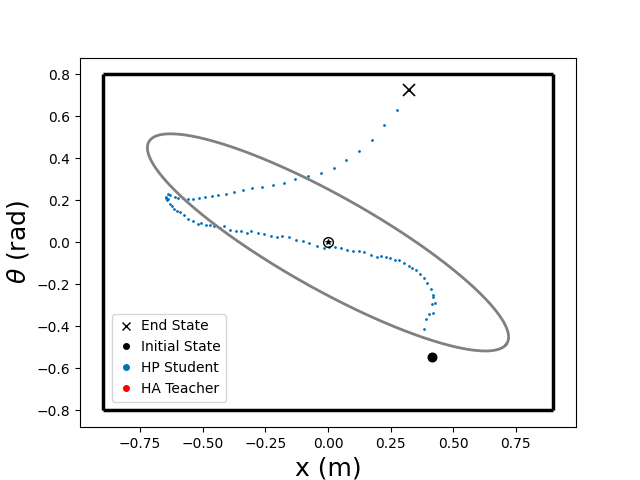 0.8
0.6
0.4
0.2
0.0
−0.2
−0.4
−0.6
−0.8
θ (rad)
End State
Initial State
HP Student
HA Teacher
−0.75 −0.50 −0.25 0.00 0.25 0.50 0.75
x (m)